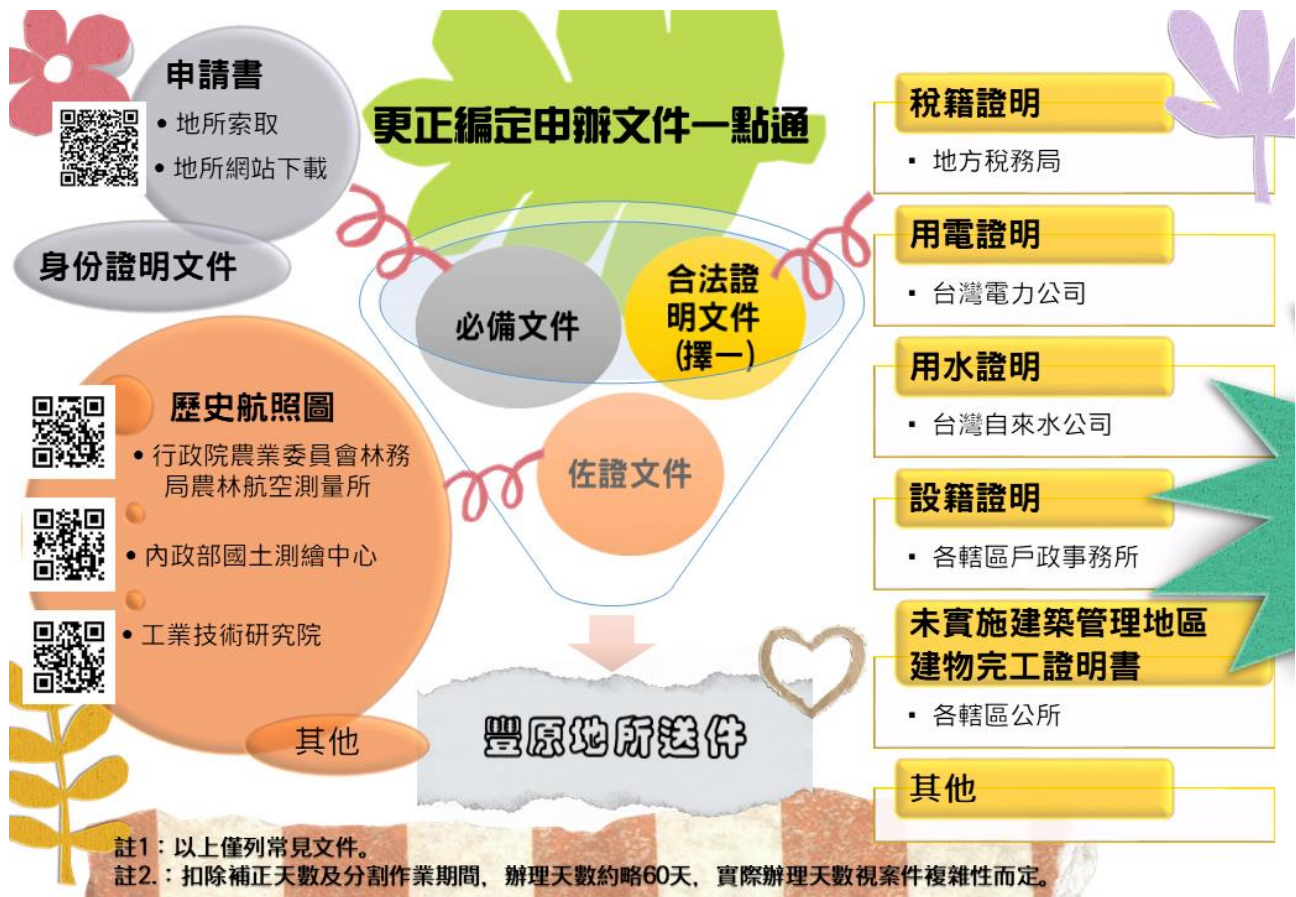 更正編定申辦文件一點通
申請書
• 地所索取
• 地所網站下載
身份證明文件
必備文件
合法證
明文件
(擇一)
佐證文件
歷史航照圖
• 行政院農業委員會林務
局農林航空測量所
• 內政部國土測繪中心
• 工業技術研究院
其他
稅籍證明
▪ 地方稅務局
用電證明
▪ 台灣電力公司
用水證明
▪ 台灣自來水公司
設籍證明
▪ 各轄區戶政事務所
未實施建築管理地區
建物完工證明書
▪ 各轄區公所
其他
豐原地所送件
註1：以上僅列常見文件。
註2.：扣除補正天數及分割作業期間，辦理天數約略60天，實際辦理天數視案件複雜性而定。